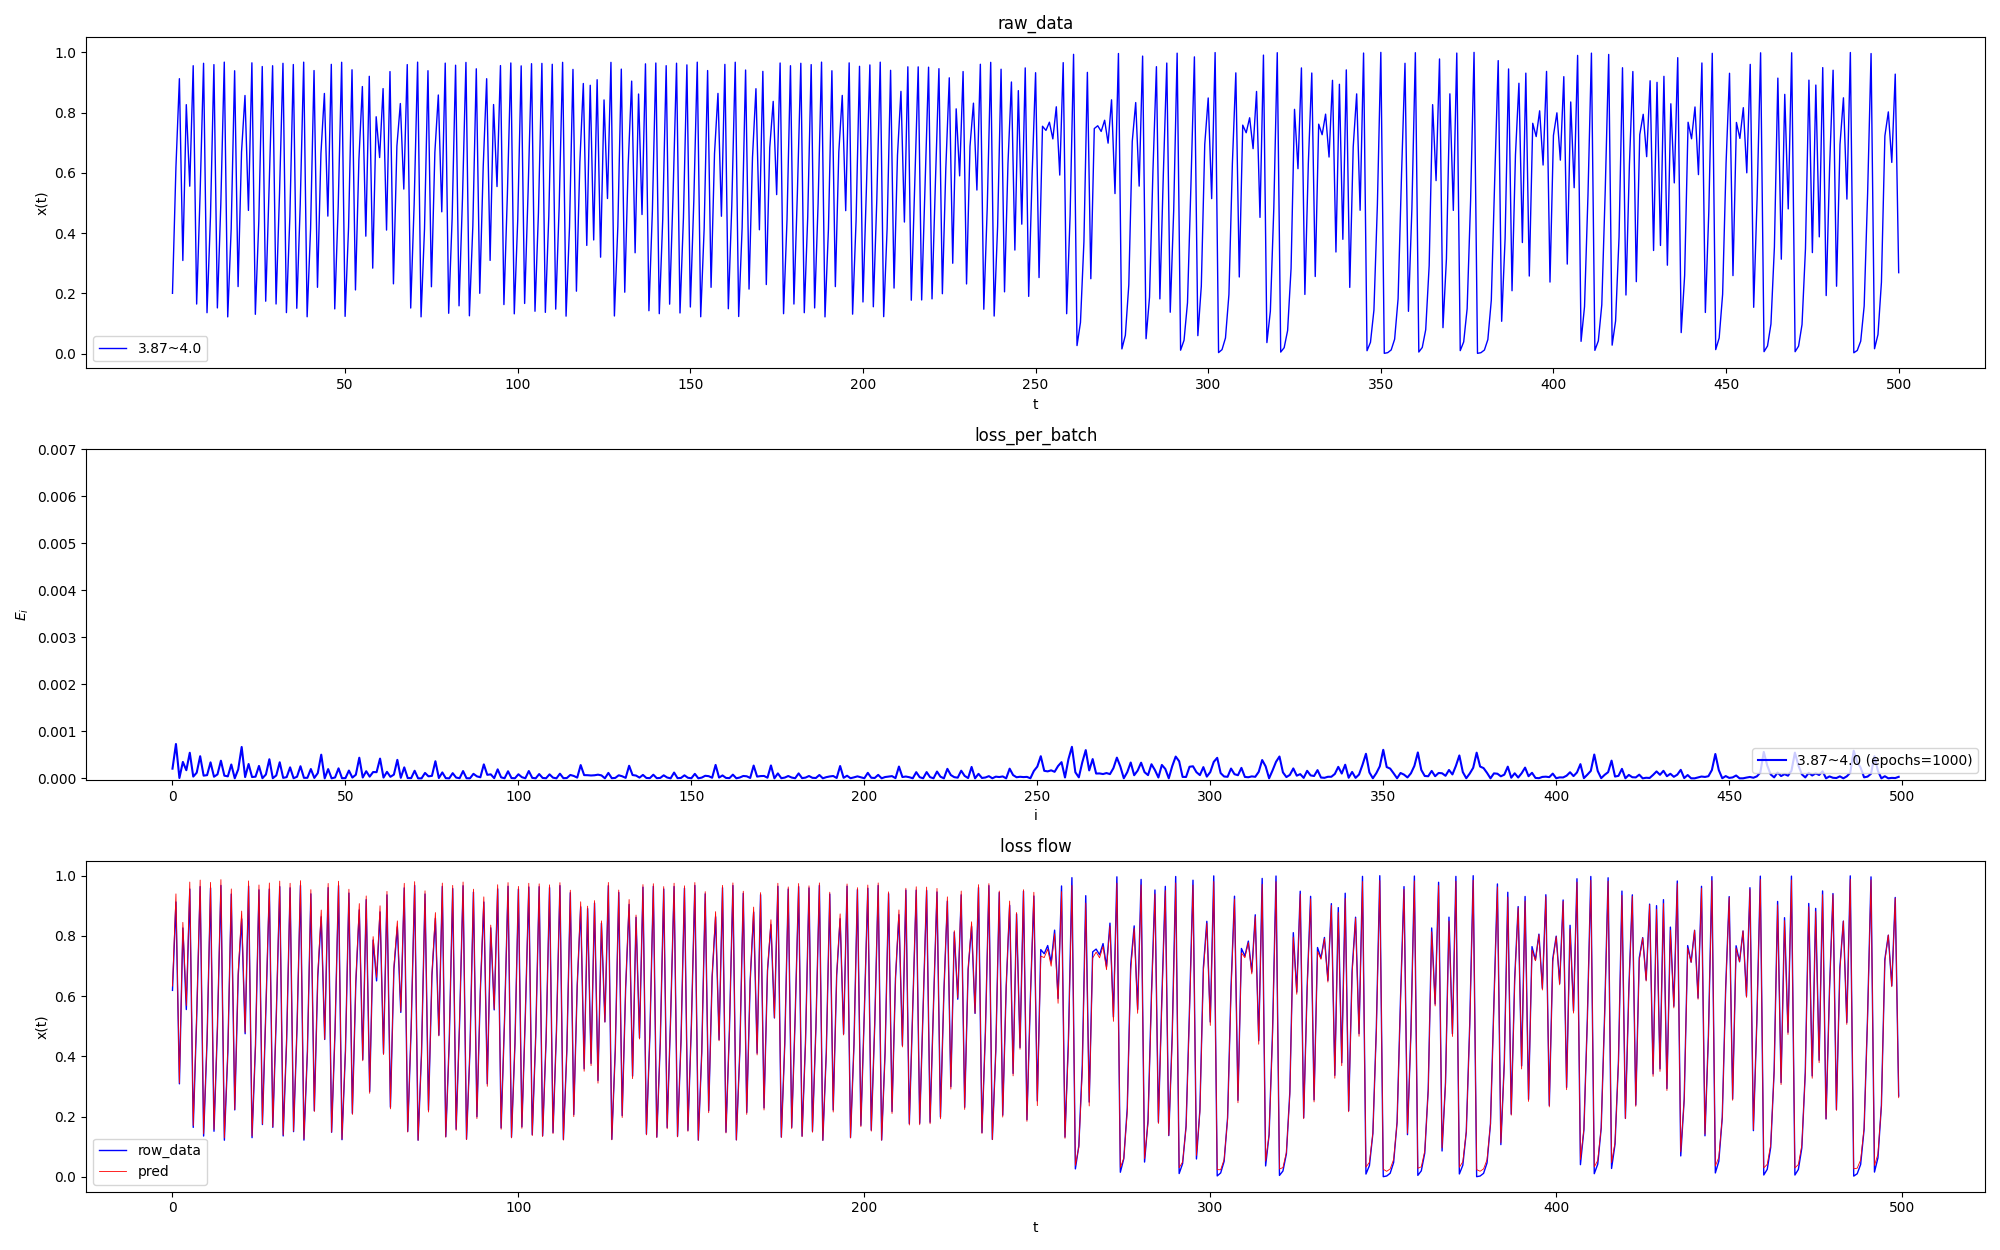 raw_data
1.0
0.8
0.6
0.4
0.2
0.0
x(t)
3.87~4.0
50 100 150 200 250 300 350 400 450 500
t
loss_per_batch
0.007
0.006
0.005
0.004
0.003
0.002
0.001
0.000
E_i
3.87~4.0 (epochs=1000)
0 50 100 150 200 250 300 350 400 450 500
i
loss flow
1.0
0.8
0.6
0.4
0.2
0.0
x(t)
row_data
pred
0 100 200 300 400 500
t